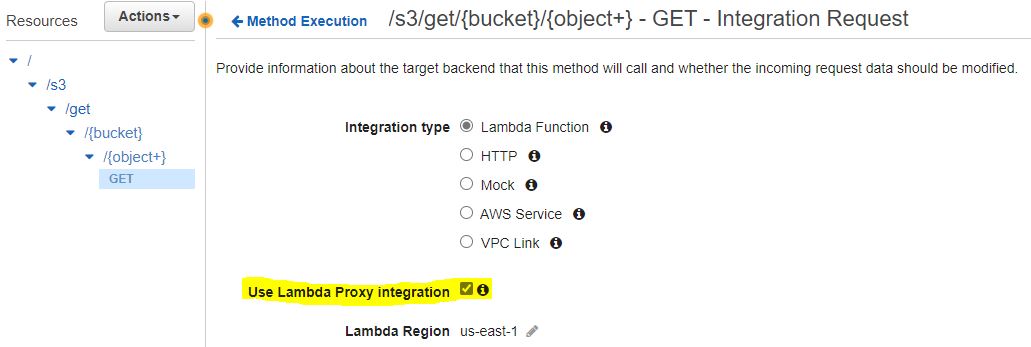 Resources Actions Method Execution /s3/get/{bucket}/{object+} - GET - Integration Request
/
/s3
/get
/{bucket}
/{object+}
GET
Provide information about the target backend that this method will call and whether the incoming request data should be modified.
Integration type Lambda Function
HTTP
Mock
AWS Service
VPC Link
Use Lambda Proxy integration
Lambda Region us-east-1